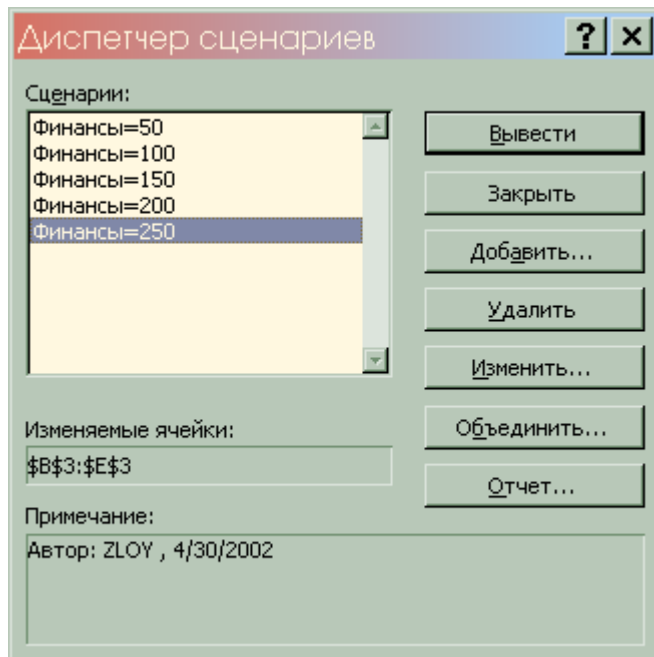 Диспетчер сценариев
Сценарии:
Финансы=50
Финансы=100
Финансы=150
Финансы=200
Финансы=250
Вывести
Закрыть
Добавить...
Удалить
Изменить...
Объединить...
Отчет...
Изменяемые ячейки:
$B$3:$E$3
Примечание:
Автор: ZLOY , 4/30/2002